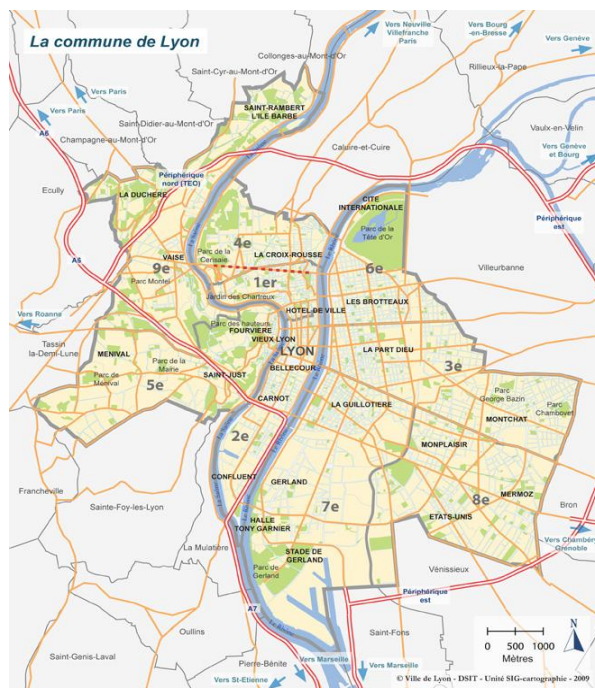 La commune de Lyon
Vers Neuville
Villefranche
Paris
Vers Bourg
-en-Bresse
Vers Genève
Collonges-au-Mont-d'Or
Rillieux-la-Pape
Saint-Cyr-au-Mont-d'Or
Vers Paris
Vers Paris
SAINT-RAMBERT
L'ILE BARBE
Saint-Didier-au-Mont-d'Or
A6
Champagne-au-Mont-d'Or
Caluire-et-Cuire
Vaulx-en-Velin
Vers Genève
et Bourg
Ecully
Périphérique
nord (TEO)
LA DUCHERE
CITE
INTERNATIONALE
Périphérique
est
Parc de la
Tête d'Or
4e
LA CROIX-ROUSSE
Parc de la
Cerisaie
VAISE
A6
9e
6e
Villeurbanne
1er
Parc Montel
Jardin des Chartreux
LES BROTTEAUX
HOTEL DE VILLE
Vers Roanne
Parc des hauteurs
FOURVIERE
VIEUX-LYON
Tassin
la-Demi-Lune
LYON
LA PART DIEU
MENIVAL
Parc de la
Mairie
BELLECOUR
3e
Parc de
Ménival
5e
SAINT-JUST
Parc
George Bazin
CARNOT
LA GUILLOTIERE
Parc
Chambovet
MONTCHAT
2e
MONPLAISIR
CONFLUENT
GERLAND
Francheville
7e
8e
MERMOZ
Sainte-Foy-les-Lyon
Bron
ETATS-UNIS
HALLE
TONY GARNIER
Vers Chambéry
Grenoble
La Mulatière
STADE DE
GERLAND
Vénissieux
Parc de
Gerland
Périphérique
est
A7
Le Rhône
Oullins
Saint-Fons
0 500 1000
Mètres
N
Saint-Genis-Laval
Pierre-Bénite
Vers Marseille
Vers Marseille
Vers St-Etienne
© Ville de Lyon - DSIT - Unité SIG-cartographie - 2009